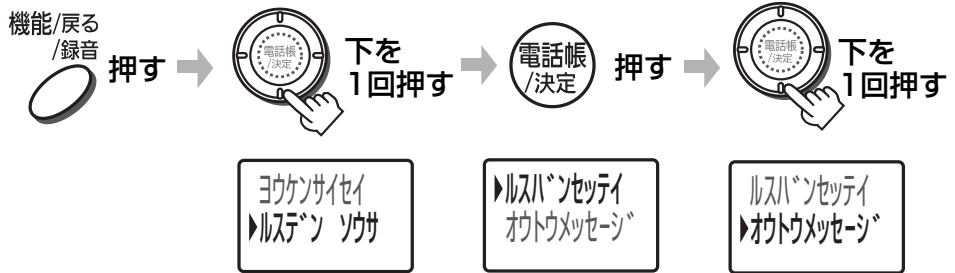 機能/戻る
/録音
押す
電話帳
/決定
下を
1回押す
電話帳
/決定
押す
電話帳
/決定
下を
1回押す
ヨウケンサイセイ
▶ルスデン ソウサ
▶ルスバンセッテイ
オウトウメッセージ
ルスバンセッテイ
▶オウトウメッセージ